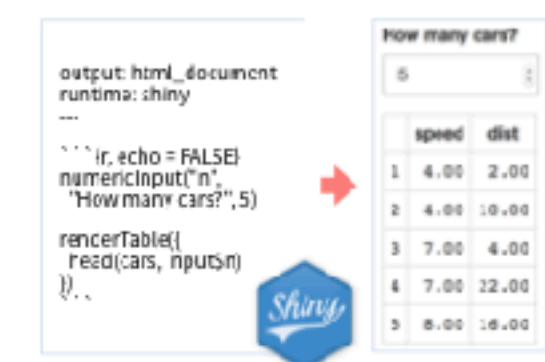 output: html_document
runtime: shiny
---
```{r, echo = FALSE}
numericInput("n",
"How many cars?", 5)
renderTable({
head(cars, input$n)
})
```
Shiny
How many cars?
5
speed dist
1 4.00 2.00
2 4.00 10.00
3 7.00 4.00
4 7.00 22.00
5 8.00 16.00